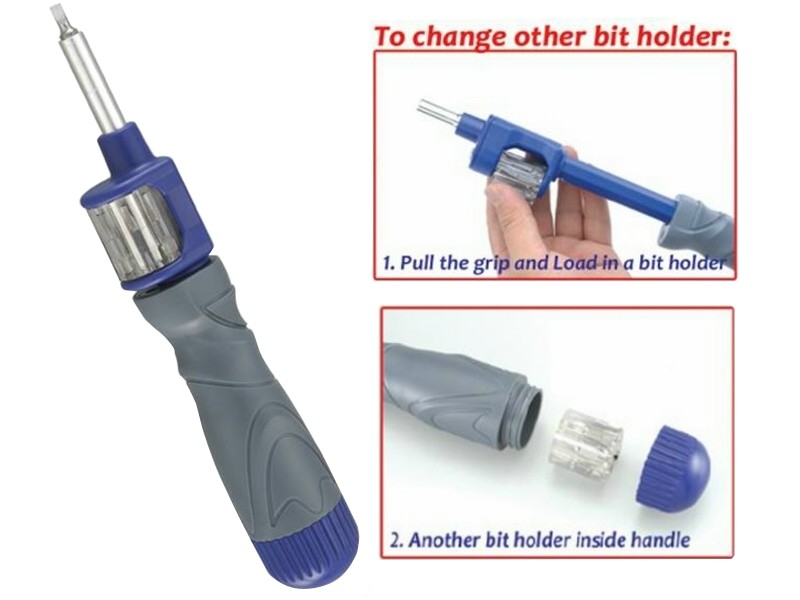 To change other bit holder:
1. Pull the grip and Load in a bit holder
2. Another bit holder inside handle